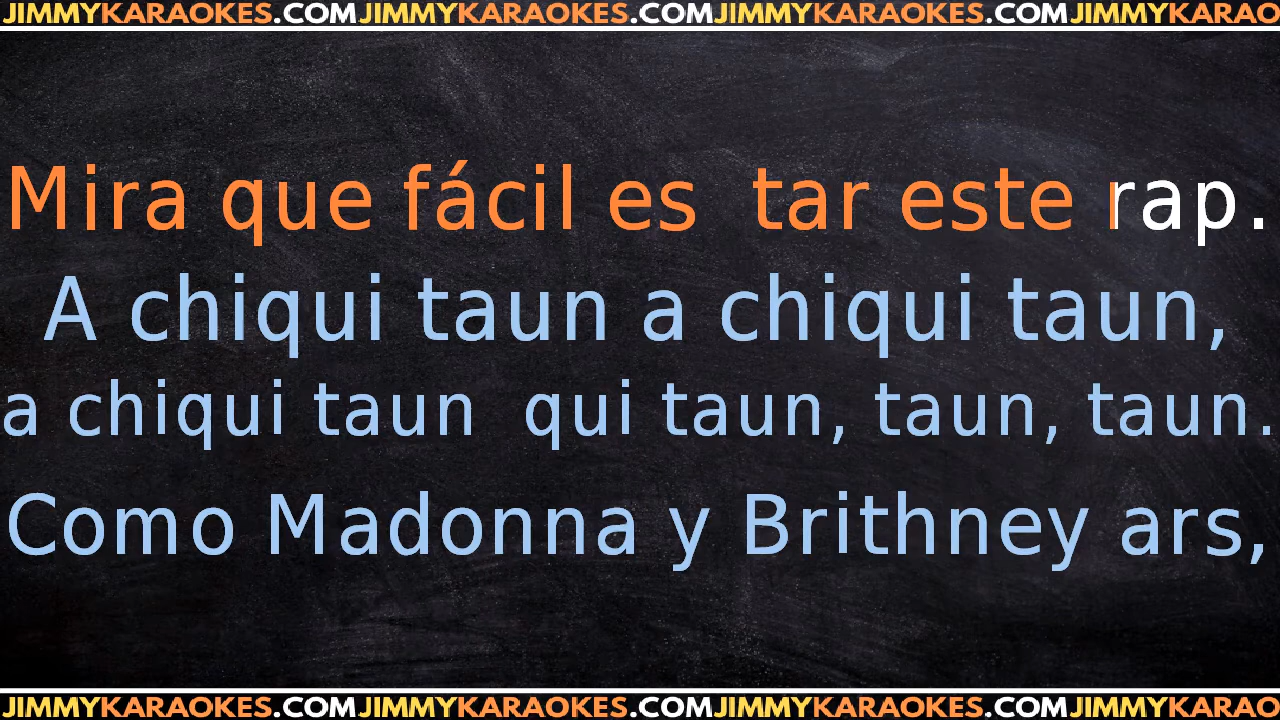 JIMMYKARAOKES.COMJIMMYKARAOKES.COMJIMMYKARAOKES.COMJIMMYKARAO
Mira que fácil es  tar este rap.
A chiqui taun a chiqui taun,
a chiqui taun  qui taun, taun, taun.
Como Madonna y Brithney ars,
JIMMYKARAOKES.COMJIMMYKARAOKES.COMJIMMYKARAOKES.COMJIMMYKARAO